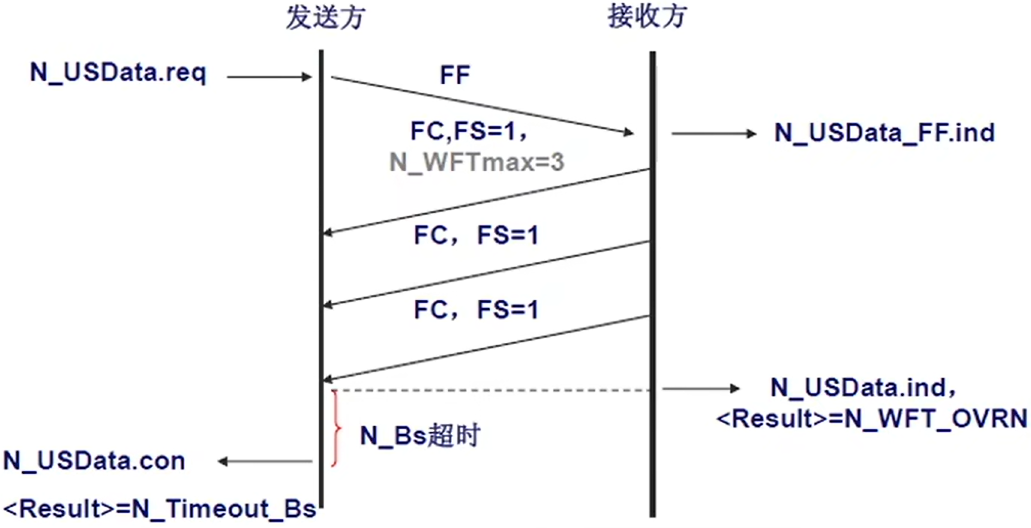 发送方
接收方
N_USData.req
FF
FC,FS=1，
N_WFTmax=3
N_USData_FF.ind
FC，FS=1
FC，FS=1
N_USData.ind，
<Result>=N_WFT_OVRN
N_Bs超时
N_USData.con
<Result>=N_Timeout_Bs